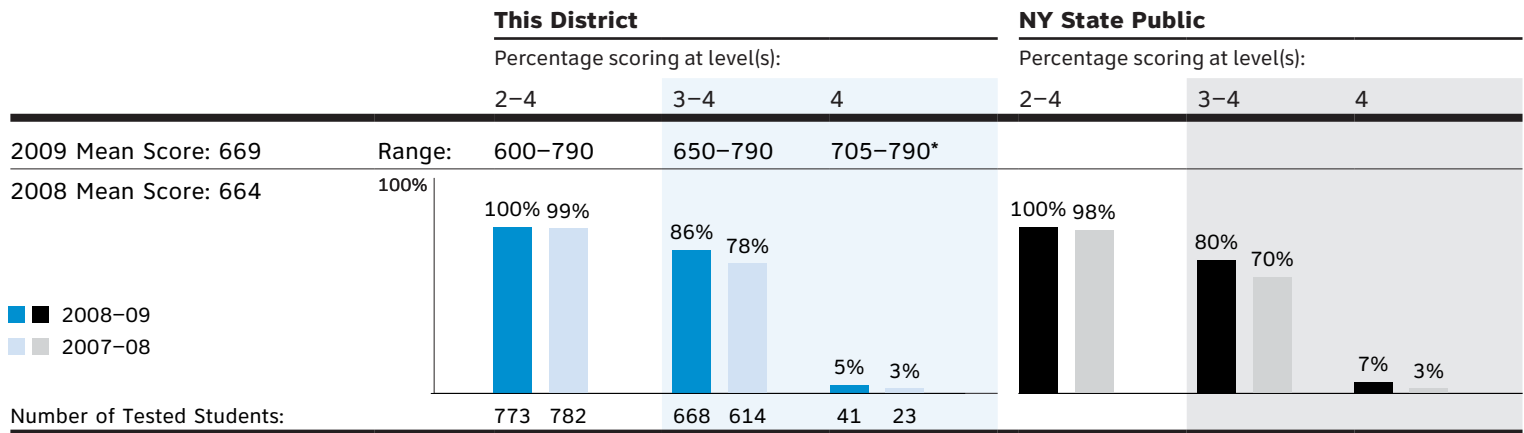 This District NY State Public
Percentage scoring at level(s): Percentage scoring at level(s):
2–4 3–4 4 2–4 3–4 4
2009 Mean Score: 669 Range: 600–790 650–790 705–790*
2008 Mean Score: 664 100%
100% 99% 86% 78% 5% 3% 100% 98% 80% 70% 7% 3%
2008–09
2007–08
Number of Tested Students: 773 782 668 614 41 23